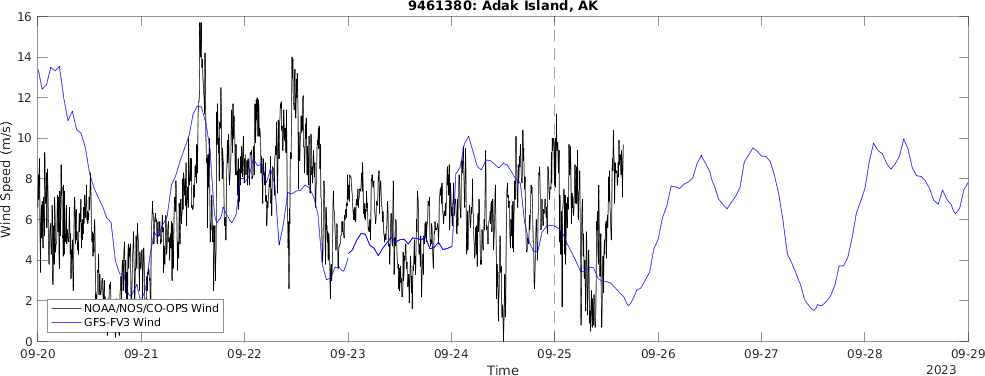 9461380: Adak Island, AK
Wind Speed (m/s)
16
14
12
10
8
6
4
2
0
NOAA/NOS/CO-OPS Wind
GFS-FV3 Wind
09-20 09-21 09-22 09-23 09-24 09-25 09-26 09-27 09-28 09-29
Time
2023